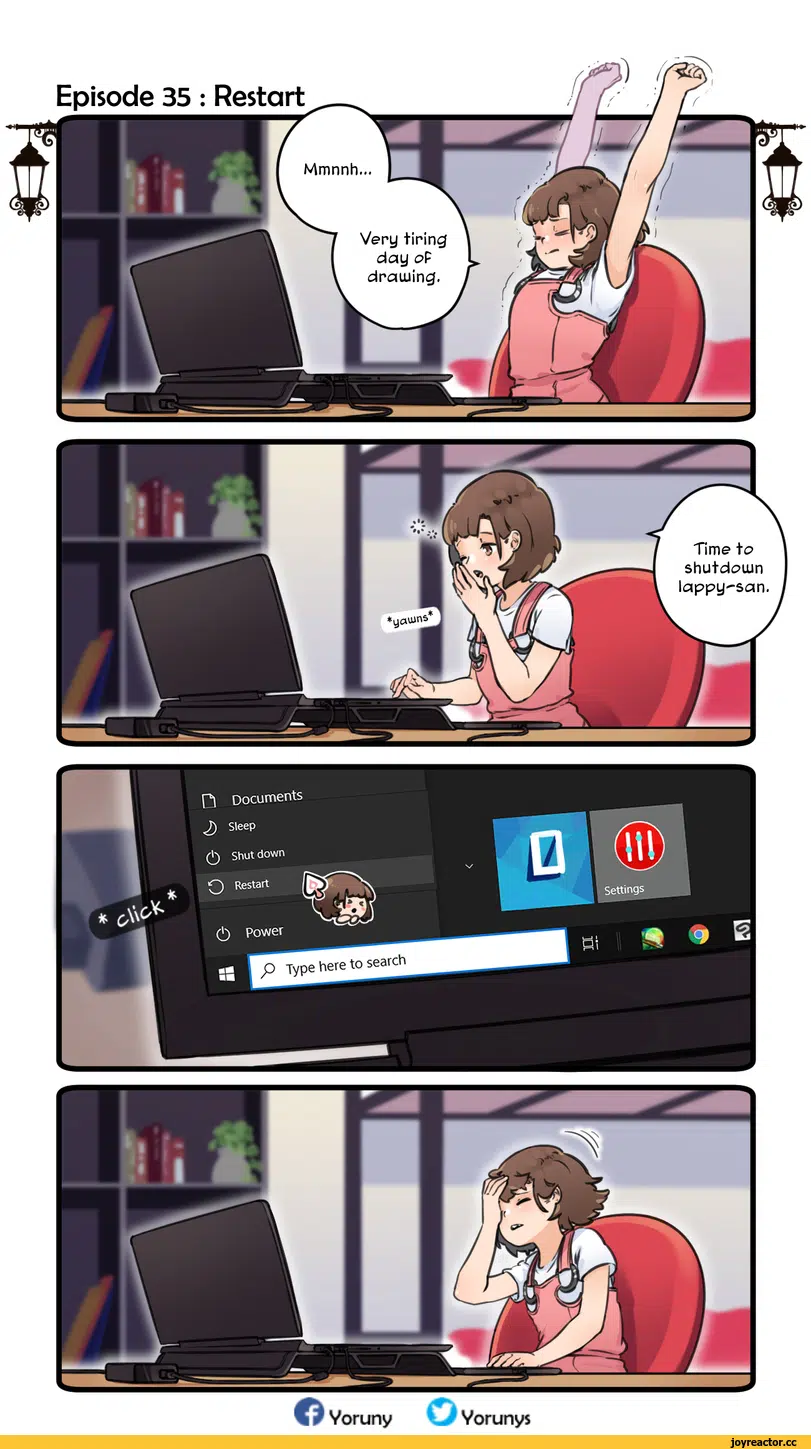 Episode 35 : Restart
Mmnnh...
Very tiring
day of
drawing.
Time to
shutdown
lappy-san.
*yawns*
Documents
Sleep
Shut down
Restart
Settings
* click *
Power
Type here to search
Yoruny
Yorunys
joyreactor.cc